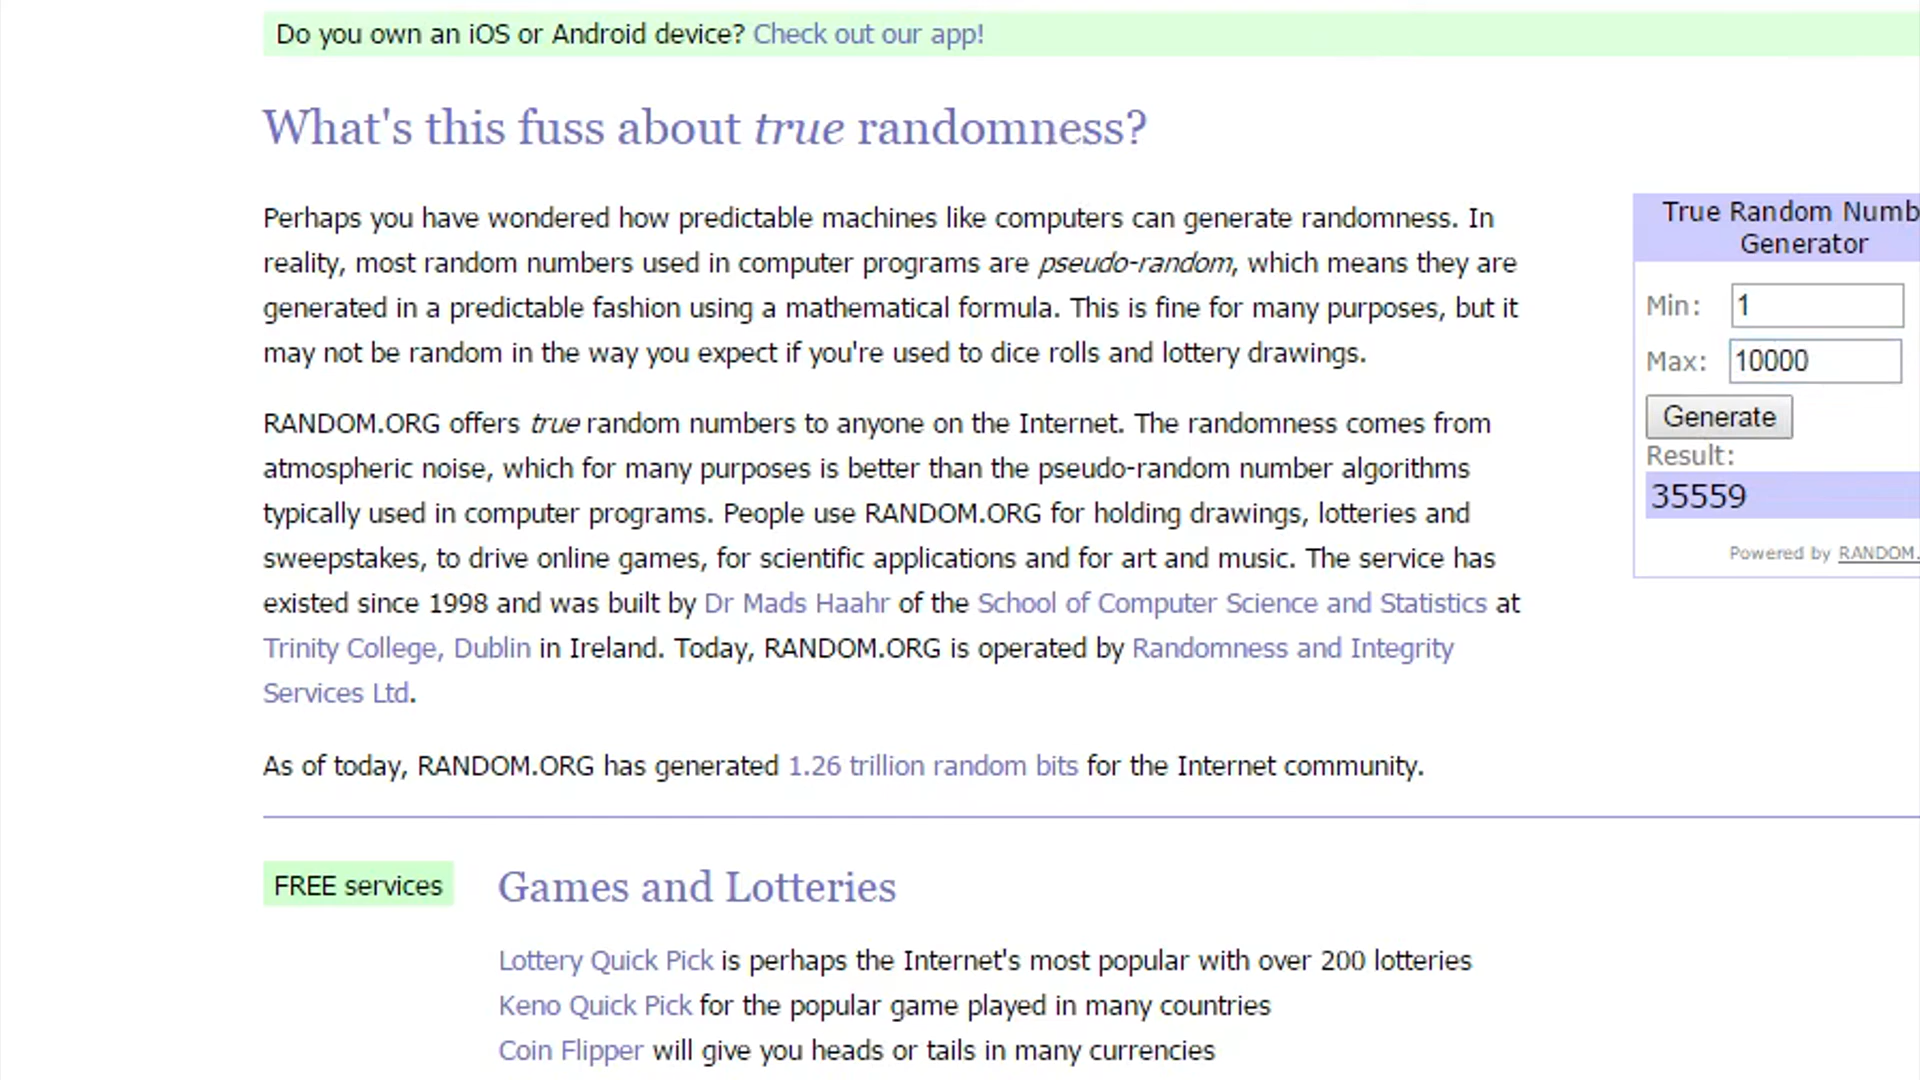 Do you own an iOS or Android device? Check out our app!
What's this fuss about true randomness?
Perhaps you have wondered how predictable machines like computers can generate randomness. In
reality, most random numbers used in computer programs are pseudo-random, which means they are
generated in a predictable fashion using a mathematical formula. This is fine for many purposes, but it
may not be random in the way you expect if you're used to dice rolls and lottery drawings.
RANDOM.ORG offers true random numbers to anyone on the Internet. The randomness comes from
atmospheric noise, which for many purposes is better than the pseudo-random number algorithms
typically used in computer programs. People use RANDOM.ORG for holding drawings, lotteries and
sweepstakes, to drive online games, for scientific applications and for art and music. The service has
existed since 1998 and was built by Dr Mads Haahr of the School of Computer Science and Statistics at
Trinity College, Dublin in Ireland. Today, RANDOM.ORG is operated by Randomness and Integrity
Services Ltd.
As of today, RANDOM.ORG has generated 1.26 trillion random bits for the Internet community.
True Random Numb
Generator
Min: 1
Max: 10000
Generate
Result:
35559
Powered by RANDOM.
FREE services
Games and Lotteries
Lottery Quick Pick is perhaps the Internet's most popular with over 200 lotteries
Keno Quick Pick for the popular game played in many countries
Coin Flipper will give you heads or tails in many currencies